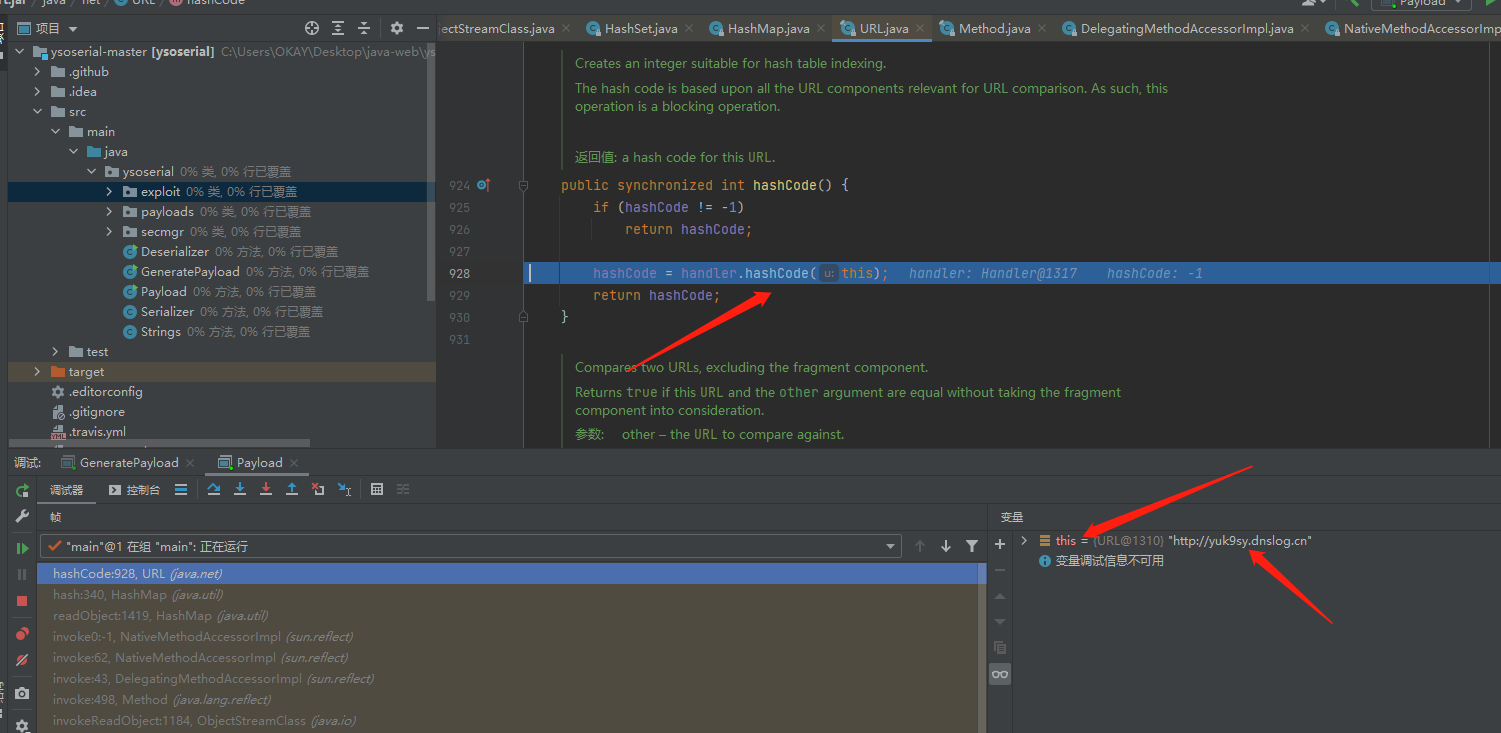 rt.jar / java / net / URL / hashCode
Payload
项目
ectStreamClass.java HashSet.java HashMap.java URL.java Method.java DelegatingMethodAccessorImpl.java NativeMethodAccessorImp
ysoserial-master [ysoserial] C:\Users\OKAY\Desktop\java-web\ys
.github
.idea
src
main
java
ysoserial 0% 类, 0% 行已覆盖
exploit 0% 类, 0% 行已覆盖
payloads 0% 类, 0% 行已覆盖
secmgr 0% 类, 0% 行已覆盖
Deserializer 0% 方法, 0% 行已覆盖
GeneratePayload 0% 方法, 0% 行已覆盖
Payload 0% 方法, 0% 行已覆盖
Serializer 0% 方法, 0% 行已覆盖
Strings 0% 方法, 0% 行已覆盖
test
target
.editorconfig
.gitignore
.travis.yml
Creates an integer suitable for hash table indexing.
The hash code is based upon all the URL components relevant for URL comparison. As such, this
operation is a blocking operation.
返回值: a hash code for this URL.
924 public synchronized int hashCode() {
925 if (hashCode != -1)
926 return hashCode;
927
928 hashCode = handler.hashCode( u: this); handler: Handler@1317 hashCode: -1
929 return hashCode;
930 }
931
Compares two URLs, excluding the fragment component.
Returns true if this URL and the other argument are equal without taking the fragment
component into consideration.
参数: other – the URL to compare against.
调试: GeneratePayload Payload
调试器 控制台
帧
"main"@1 在组 "main": 正在运行
hashCode:928, URL (java.net)
hash:340, HashMap (java.util)
readObject:1419, HashMap (java.util)
invoke0:-1, NativeMethodAccessorImpl (sun.reflect)
invoke:62, NativeMethodAccessorImpl (sun.reflect)
invoke:43, DelegatingMethodAccessorImpl (sun.reflect)
invoke:498, Method (java.lang.reflect)
invokeReadObject:1184, ObjectStreamClass (java.io)
变量
this = {URL@1310} "http://yuk9sy.dnslog.cn"
变量调试信息不可用